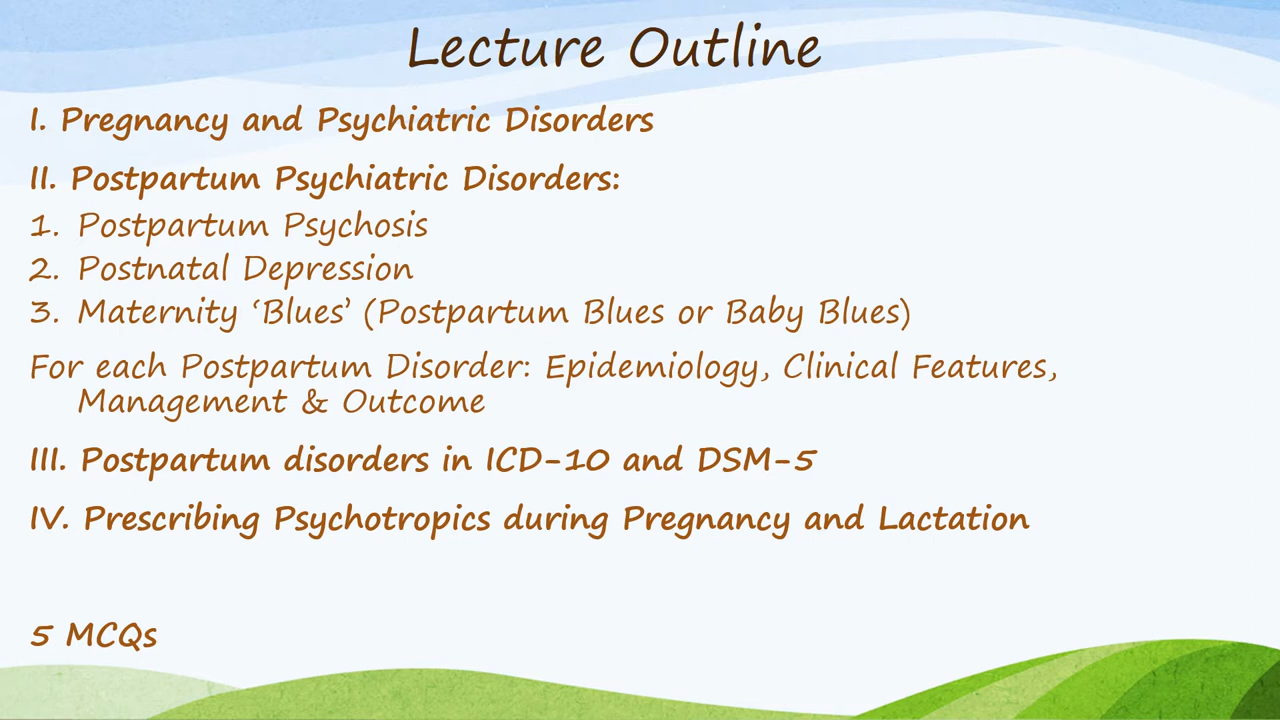 Lecture Outline
I. Pregnancy and Psychiatric Disorders
II. Postpartum Psychiatric Disorders:
1. Postpartum Psychosis
2. Postnatal Depression
3. Maternity ‘Blues’ (Postpartum Blues or Baby Blues)
For each Postpartum Disorder: Epidemiology, Clinical Features,
Management & Outcome
III. Postpartum disorders in ICD-10 and DSM-5
IV. Prescribing Psychotropics during Pregnancy and Lactation
5 MCQs